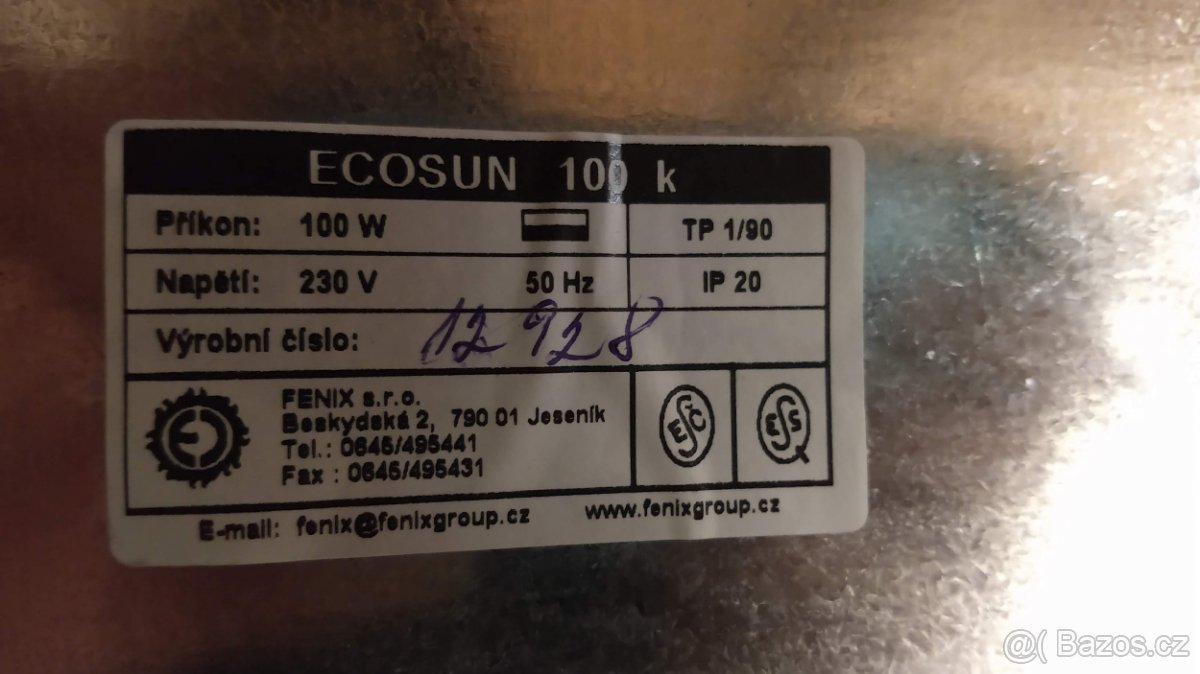 ECOSUN 100 k
Příkon: 100 W TP 1/90
Napětí: 230 V 50 Hz IP 20
Výrobní číslo: 12928
FENIX s.r.o.
Beskydská 2, 790 01 Jeseník
Tel.: 0645/495441
Fax : 0645/495431
ESČ
E-mail: fenix@fenixgroup.cz www.fenixgroup.cz
@( Bazos.cz